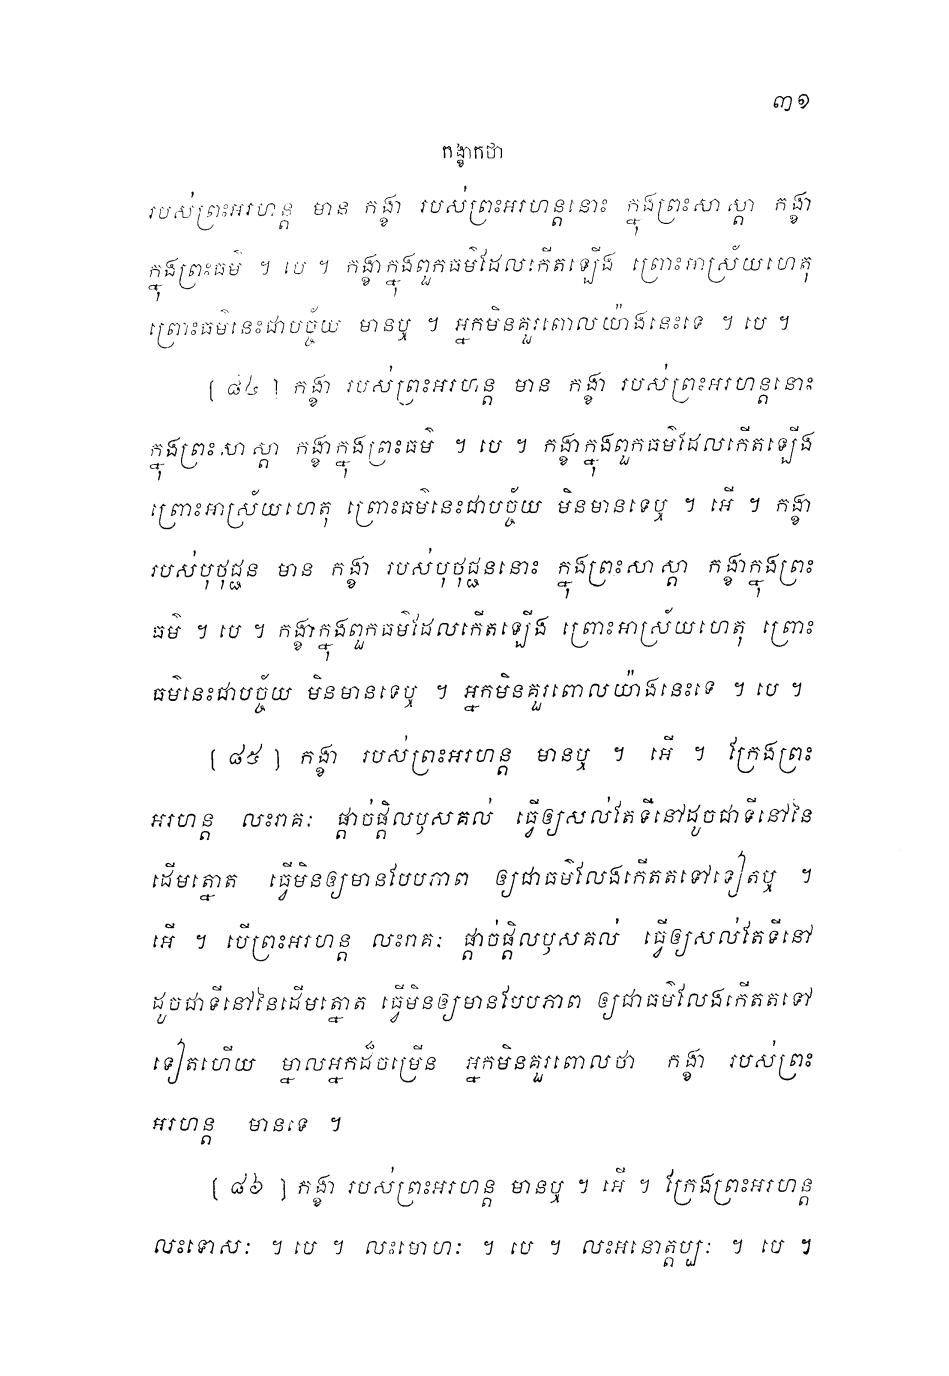 ៣១
កង្ខាកថា
របស់ព្រះអរហន្ត មាន កង្ខា របស់ព្រះអរហន្តនោះ ក្នុងព្រះសាស្តា កង្ខា
ក្នុងព្រះធម៌ ។ បេ ។ កង្ខាក្នុងពួកធម៌ដែលកើតឡើង ព្រោះអាស្រ័យហេតុ
ព្រោះធម៌នេះជាបច្ច័យ មានឬ ។ អ្នកមិនគួរពោលយ៉ាងនេះទេ ។ បេ ។
[ ៨៤ ] កង្ខា របស់ព្រះអរហន្ត មាន កង្ខា របស់ព្រះអរហន្តនោះ
ក្នុងព្រះសាស្តា កង្ខាក្នុងព្រះធម៌ ។ បេ ។ កង្ខាក្នុងពួកធម៌ដែលកើតឡើង
ព្រោះអាស្រ័យហេតុ ព្រោះធម៌នេះជាបច្ច័យ មិនមានទេឬ ។ អើ ។ កង្ខា
របស់បុថុជ្ជន មាន កង្ខា របស់បុថុជ្ជននោះ ក្នុងព្រះសាស្តា កង្ខាក្នុងព្រះ
ធម៌ ។ បេ ។ កង្ខាក្នុងពួកធម៌ដែលកើតឡើង ព្រោះអាស្រ័យហេតុ ព្រោះ
ធម៌នេះជាបច្ច័យ មិនមានទេឬ ។ អ្នកមិនគួរពោលយ៉ាងនេះទេ ។ បេ ។
[ ៨៥ ] កង្ខា របស់ព្រះអរហន្ត មានឬ ។ អើ ។ ក្រែងព្រះ
អរហន្ត លះរាគៈ ផ្តាច់ផ្តិលឫសគល់ ធ្វើឲ្យសល់តែទីនៅដូចជាទីនៅនៃ
ដើមត្នោត ធ្វើមិនឲ្យមានបែបភាព ឲ្យជាធម៌លែងកើតតទៅទៀតឬ ។
អើ ។ បើព្រះអរហន្ត លះរាគៈ ផ្តាច់ផ្តិលឫសគល់ ធ្វើឲ្យសល់តែទីនៅ
ដូចជាទីនៅនៃដើមត្នោត ធ្វើមិនឲ្យមានបែបភាព ឲ្យជាធម៌លែងកើតតទៅ
ទៀតហើយ ម្នាលអ្នកដ៏ចម្រើន អ្នកមិនគួរពោលថា កង្ខា របស់ព្រះ
អរហន្ត មានទេ ។
[ ៨៦ ] កង្ខា របស់ព្រះអរហន្ត មានឬ ។ អើ ។ ក្រែងព្រះអរហន្ត
លះទោសៈ ។ បេ ។ លះមោហៈ ។ បេ ។ លះអនោត្តប្បៈ ។ បេ ។